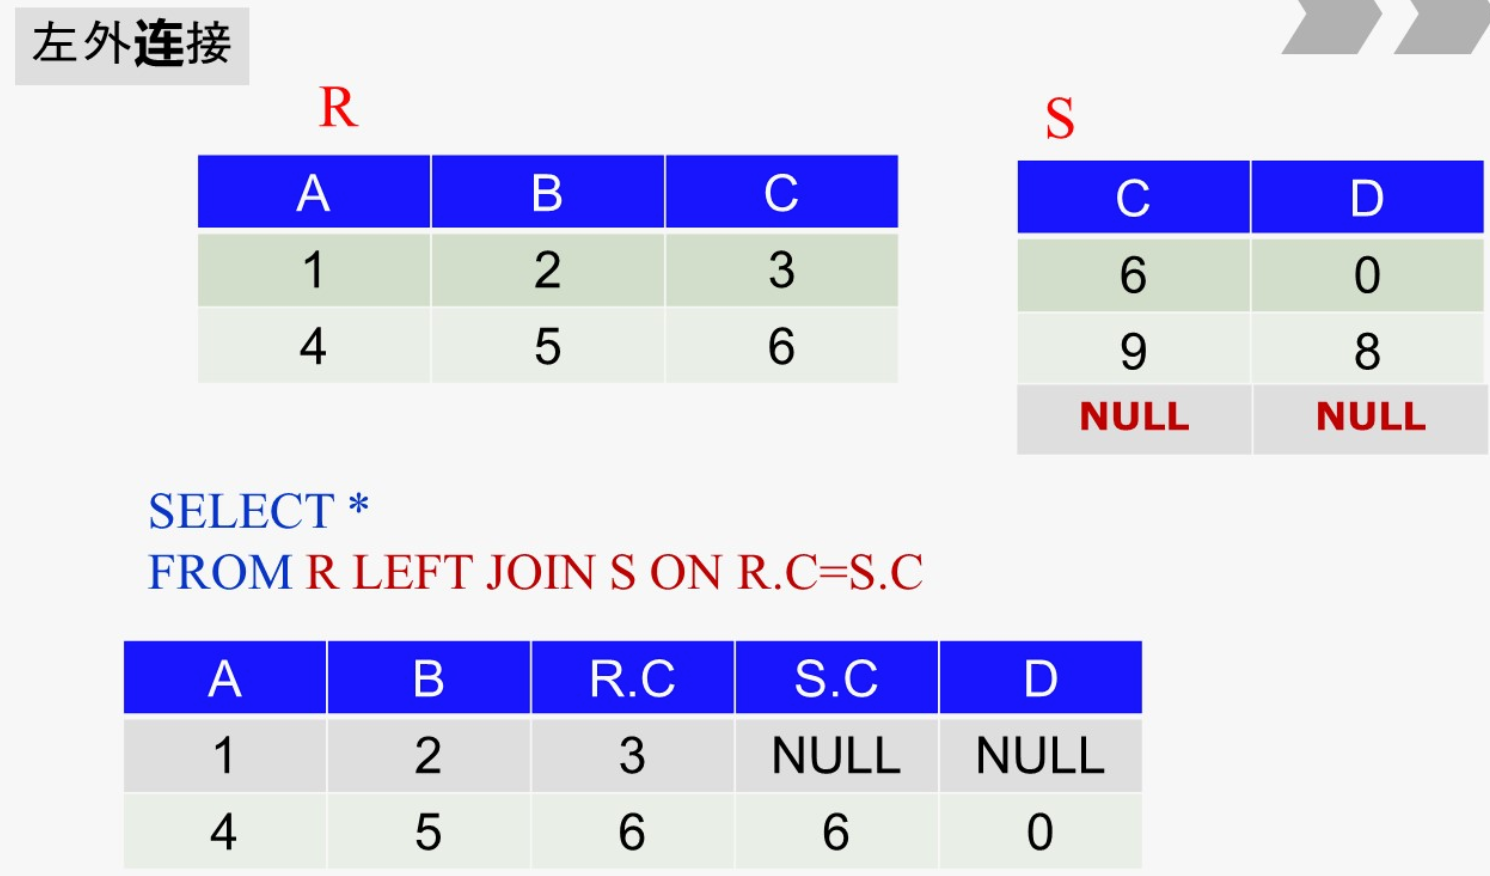 左外连接
R
A B C
1 2 3
4 5 6
S
C D
6 0
9 8
NULL NULL
SELECT *
FROM R LEFT JOIN S ON R.C=S.C
A B R.C S.C D
1 2 3 NULL NULL
4 5 6 6 0